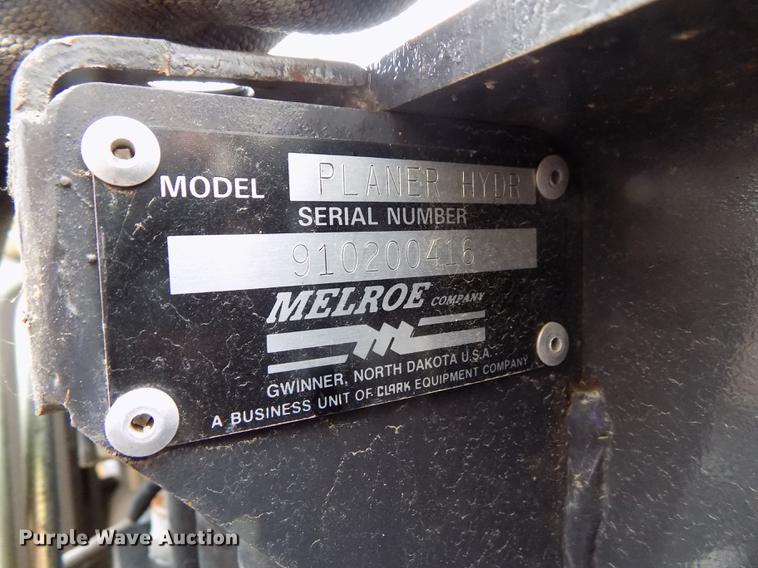 MODEL PLANER HYDR
SERIAL NUMBER
910200416
MELROE COMPANY
GWINNER, NORTH DAKOTA U.S.A.
A BUSINESS UNIT OF CLARK EQUIPMENT COMPANY
Purple Wave Auction